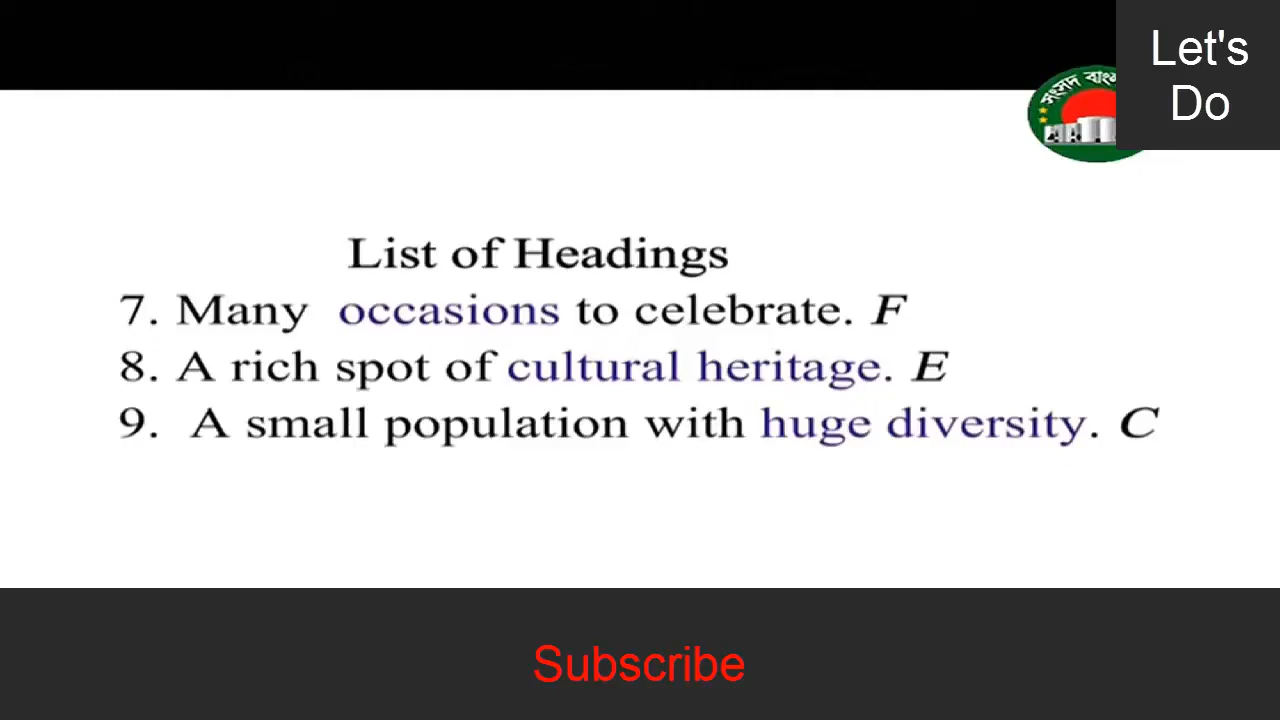 Let's
Do
সংসদ
List of Headings
7. Many occasions to celebrate. F
8. A rich spot of cultural heritage. E
9. A small population with huge diversity. C
Subscribe